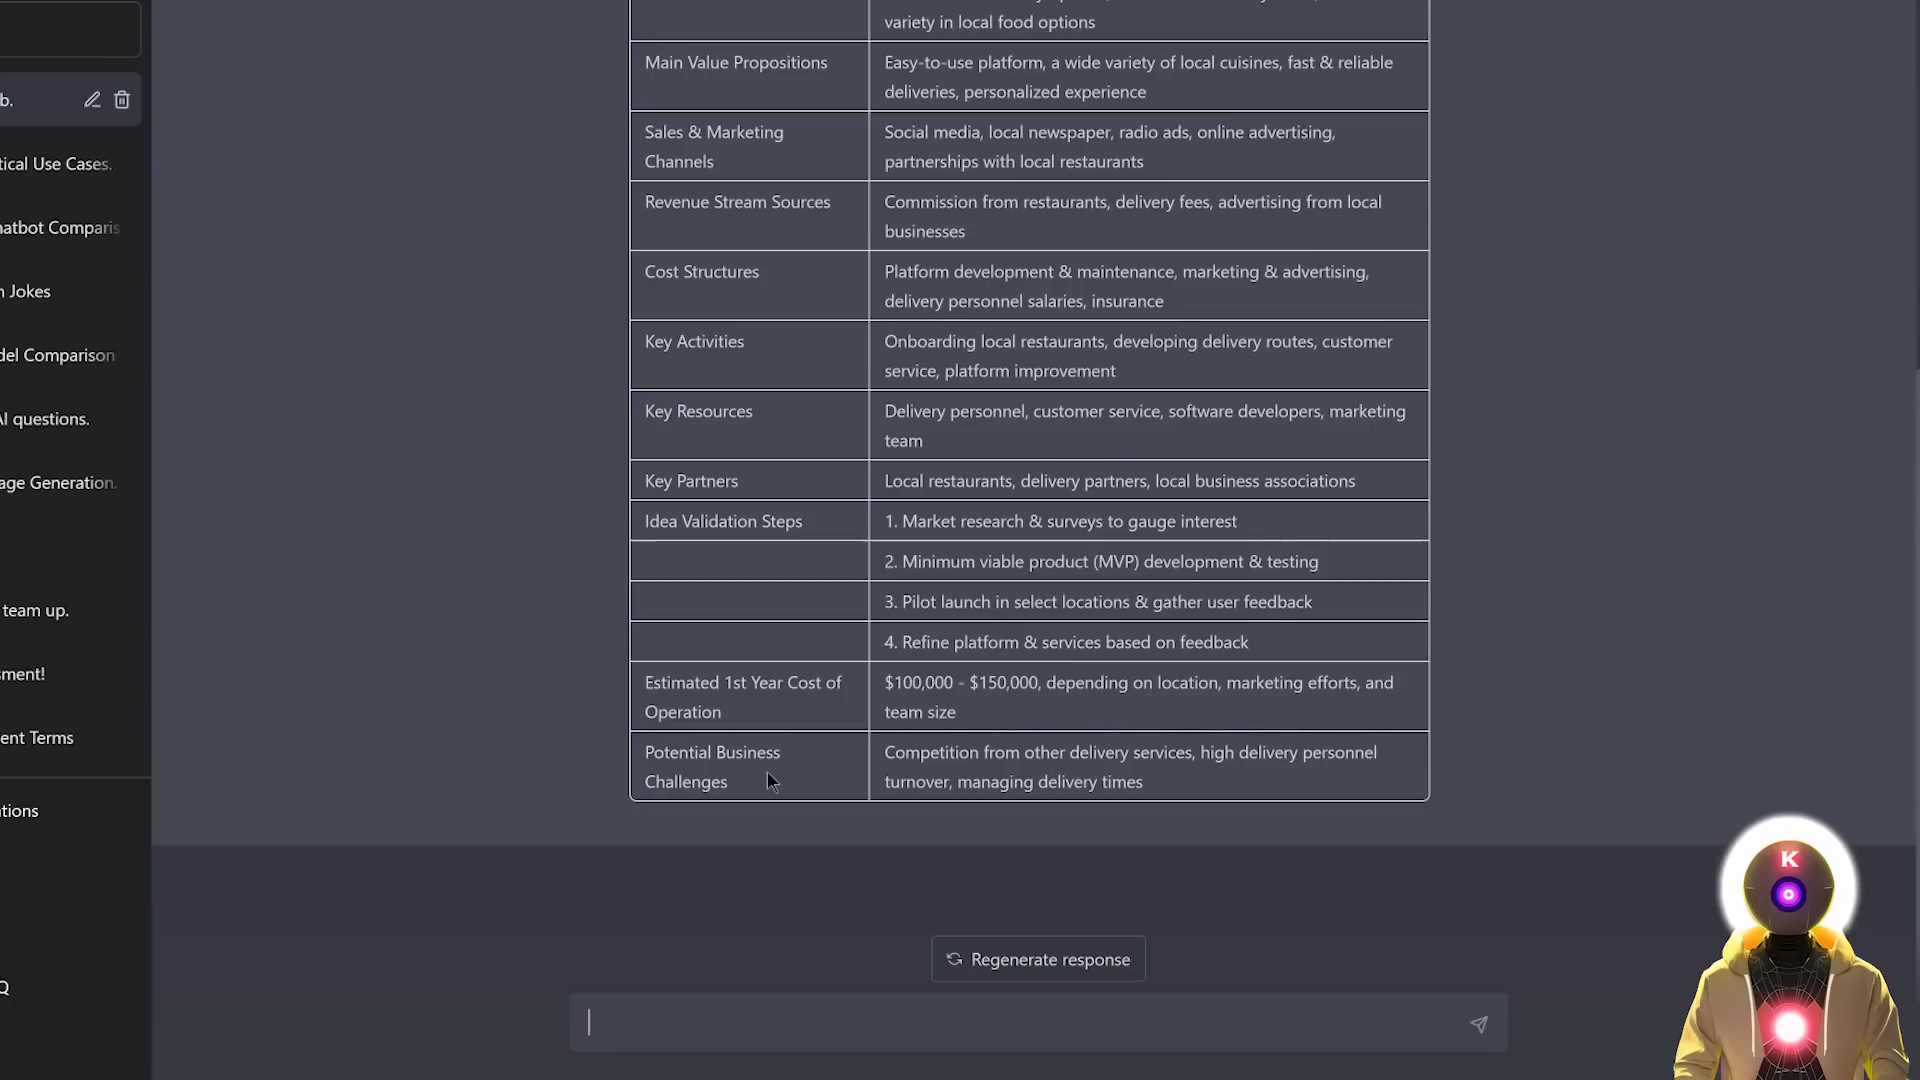 variety in local food options
Main Value Propositions
Easy-to-use platform, a wide variety of local cuisines, fast & reliable
deliveries, personalized experience
Sales & Marketing
Channels
Social media, local newspaper, radio ads, online advertising,
partnerships with local restaurants
Revenue Stream Sources
Commission from restaurants, delivery fees, advertising from local
businesses
Cost Structures
Platform development & maintenance, marketing & advertising,
delivery personnel salaries, insurance
Key Activities
Onboarding local restaurants, developing delivery routes, customer
service, platform improvement
Key Resources
Delivery personnel, customer service, software developers, marketing
team
Key Partners
Local restaurants, delivery partners, local business associations
Idea Validation Steps
1. Market research & surveys to gauge interest
2. Minimum viable product (MVP) development & testing
3. Pilot launch in select locations & gather user feedback
4. Refine platform & services based on feedback
Estimated 1st Year Cost of
Operation
$100,000 - $150,000, depending on location, marketing efforts, and
team size
Potential Business
Challenges
Competition from other delivery services, high delivery personnel
turnover, managing delivery times
b.
tical Use Cases.
hatbot Comparis
n Jokes
del Comparison
AI questions.
age Generation.
team up.
sment!
ent Terms
ations
Q
Regenerate response
K